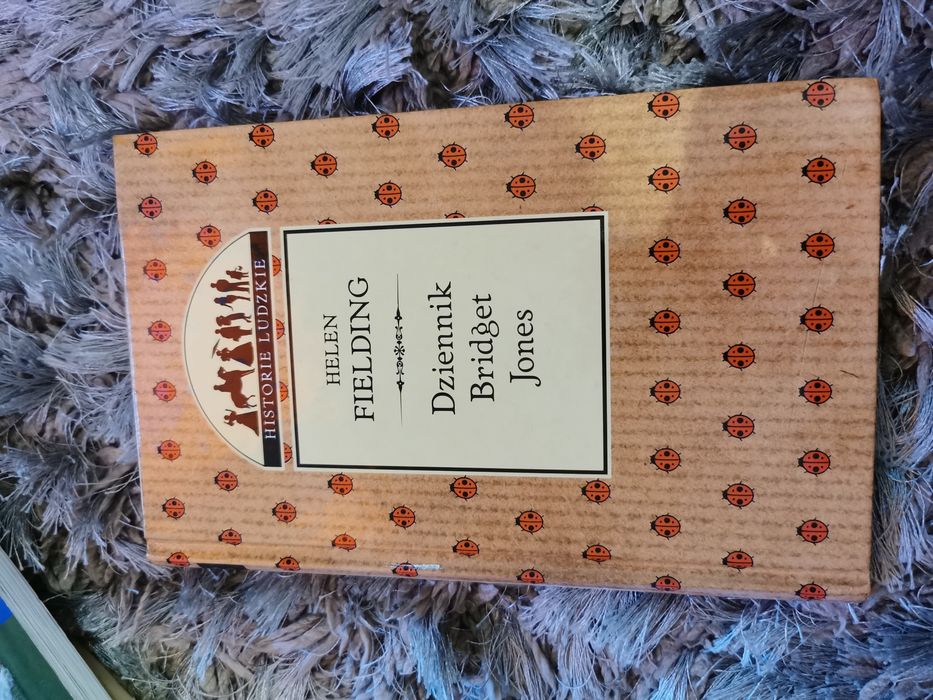 HISTORIE LUDZKIE
HELEN
FIELDING
Dziennik
Bridget
Jones